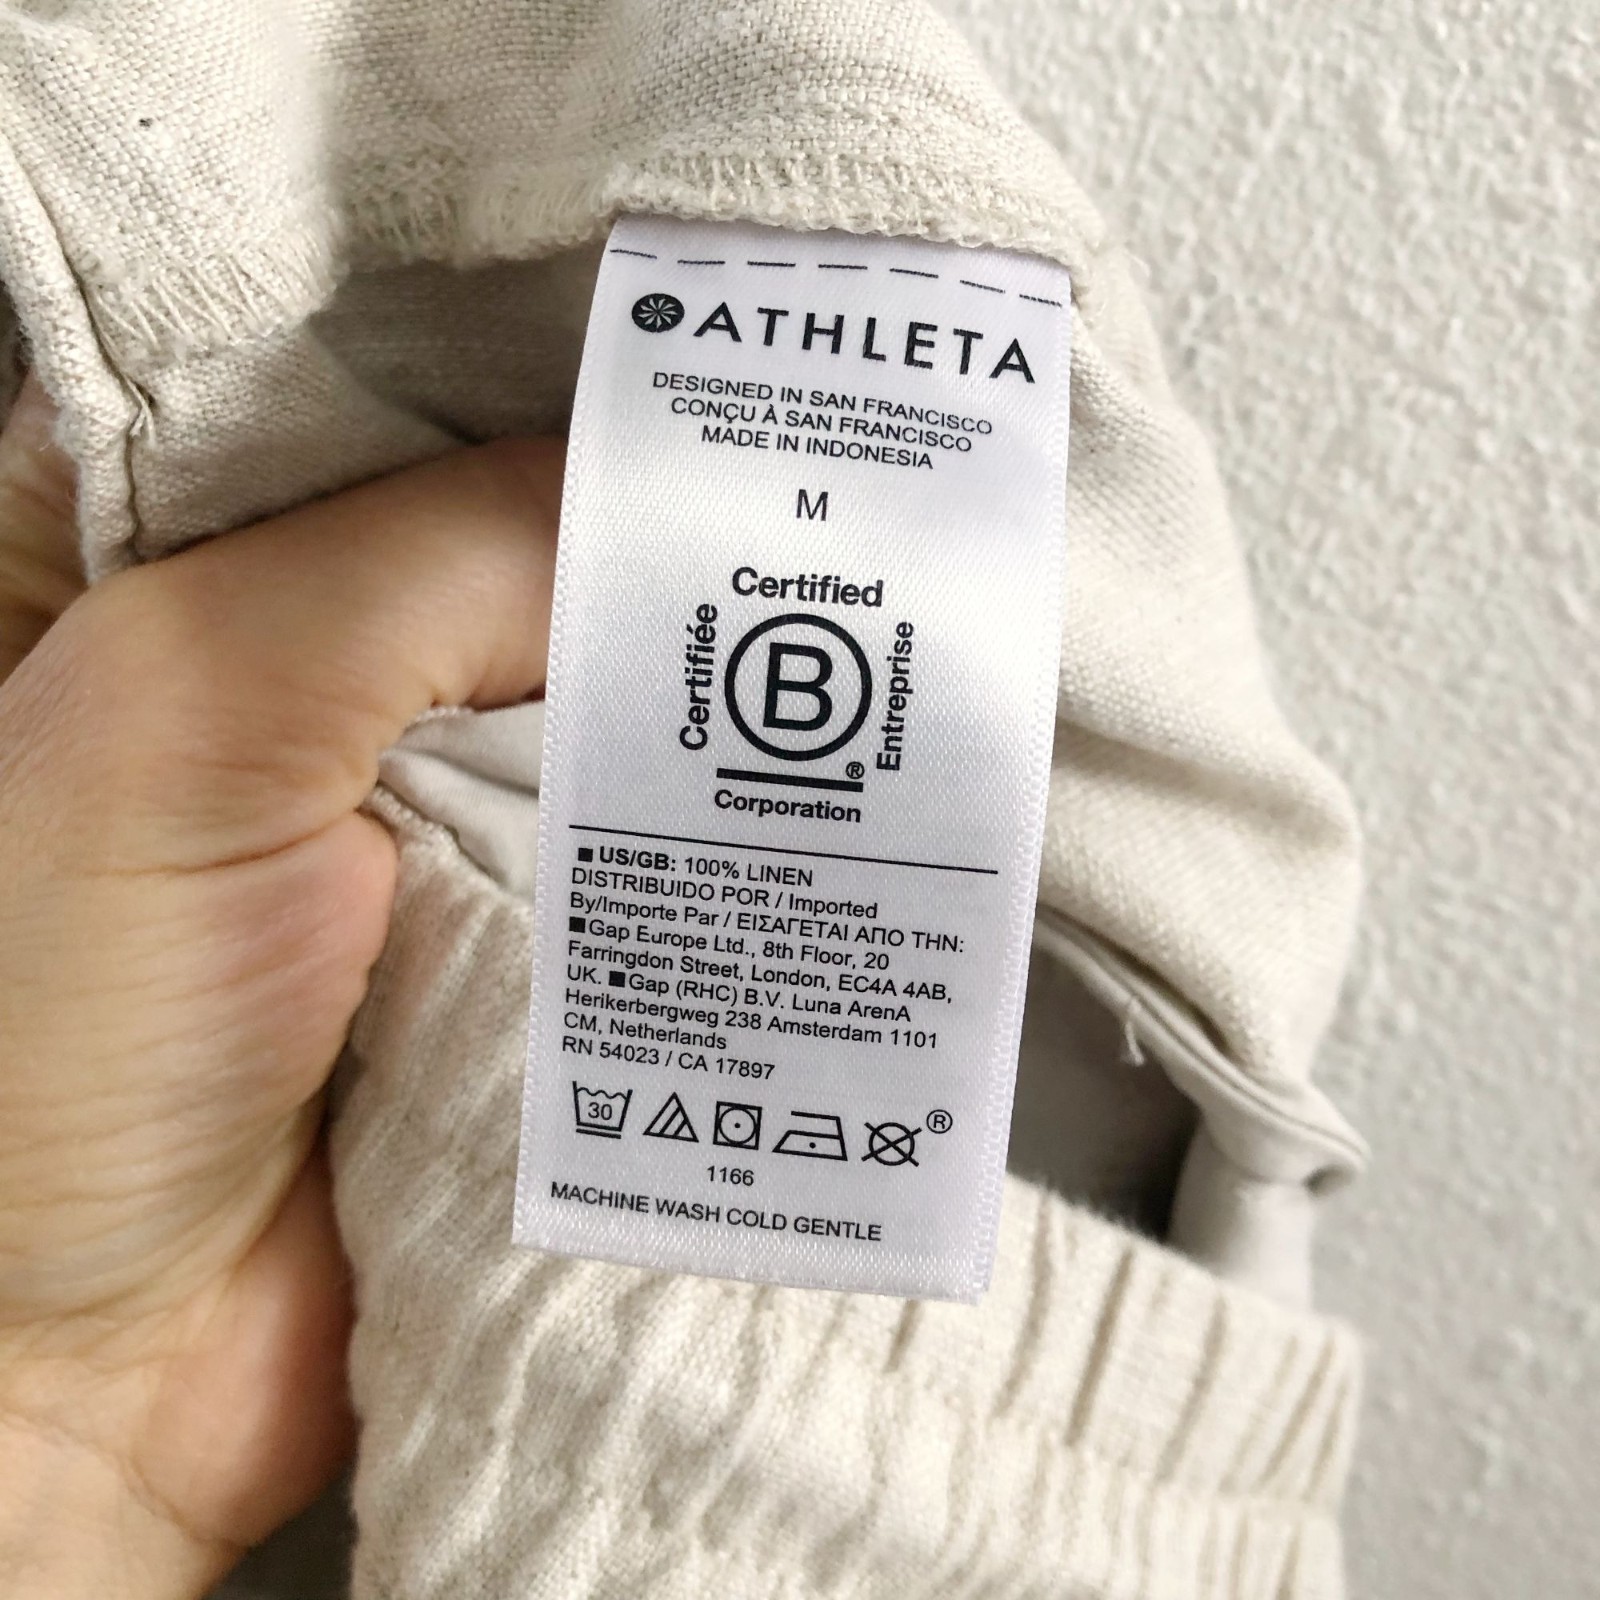 ATHLETA
DESIGNED IN SAN FRANCISCO
CONÇU À SAN FRANCISCO
MADE IN INDONESIA
M
Certified
Certifiée
B
Entreprise
®
Corporation
■ US/GB: 100% LINEN
DISTRIBUIDO POR / Imported
By/Importe Par / ΕΙΣΑΓΕΤΑΙ ΑΠΟ ΤΗΝ:
■Gap Europe Ltd., 8th Floor, 20
Farringdon Street, London, EC4A 4AB,
UK. ■Gap (RHC) B.V. Luna ArenA
Herikerbergweg 238 Amsterdam 1101
CM, Netherlands
RN 54023 / CA 17897
30
®
1166
MACHINE WASH COLD GENTLE